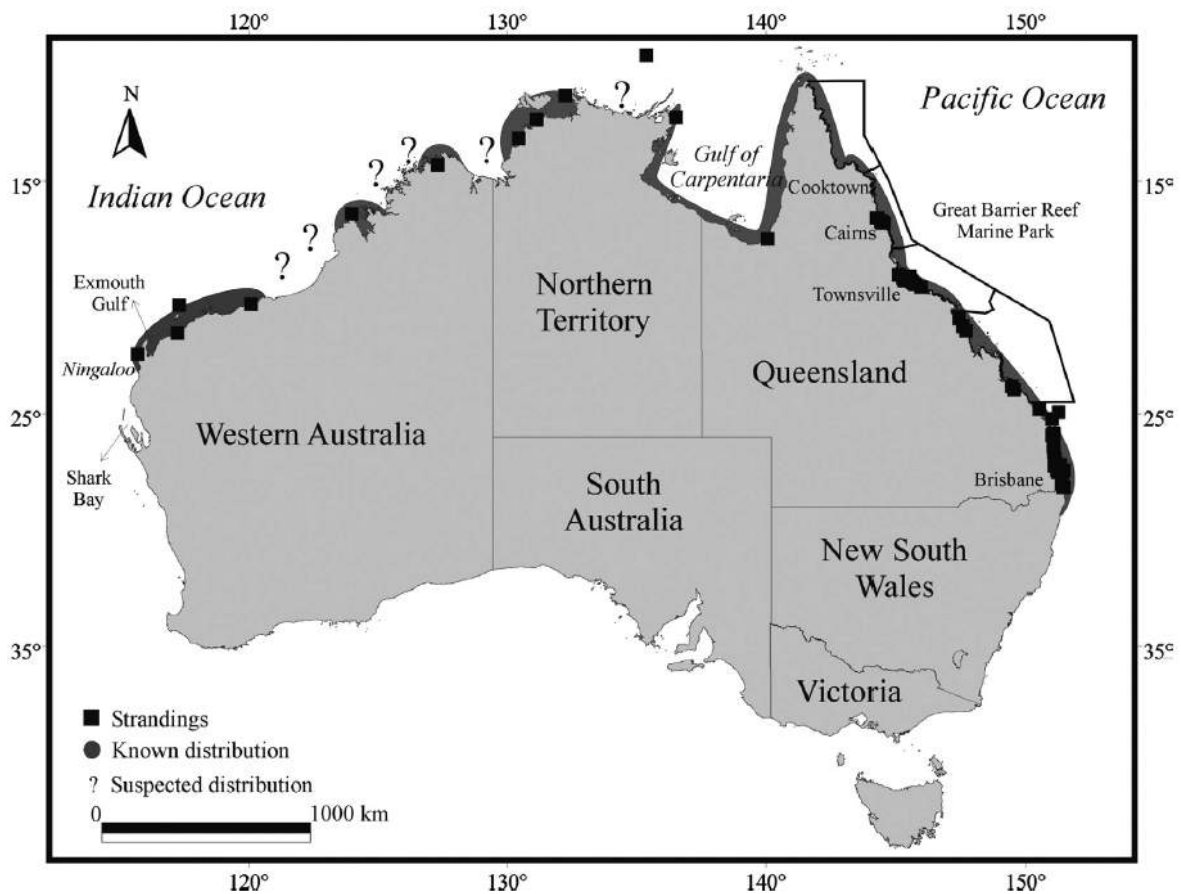 120°
130°
140°
150°
N
Pacific Ocean
Indian Ocean
?
?
?
?
?
?
Gulf of
Carpentaria
15°
15°
Cooktown
Great Barrier Reef
Marine Park
Cairns
Exmouth
Gulf
Northern
Territory
Townsville
Ningaloo
Queensland
25°
25°
Western Australia
Shark
Bay
South
Australia
Brisbane
New South
Wales
35°
35°
Victoria
Strandings
Known distribution
? Suspected distribution
0
1000 km
120°
130°
140°
150°